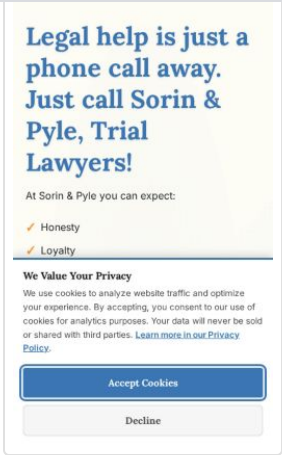 Legal help is just a
phone call away.
Just call Sorin &
Pyle, Trial
Lawyers!
At Sorin & Pyle you can expect:
✓ Honesty
✓ Loyalty
We Value Your Privacy
We use cookies to analyze website traffic and optimize
your experience. By accepting, you consent to our use of
cookies for analytics purposes. Your data will never be sold
or shared with third parties. Learn more in our Privacy
Policy.
Accept Cookies
Decline